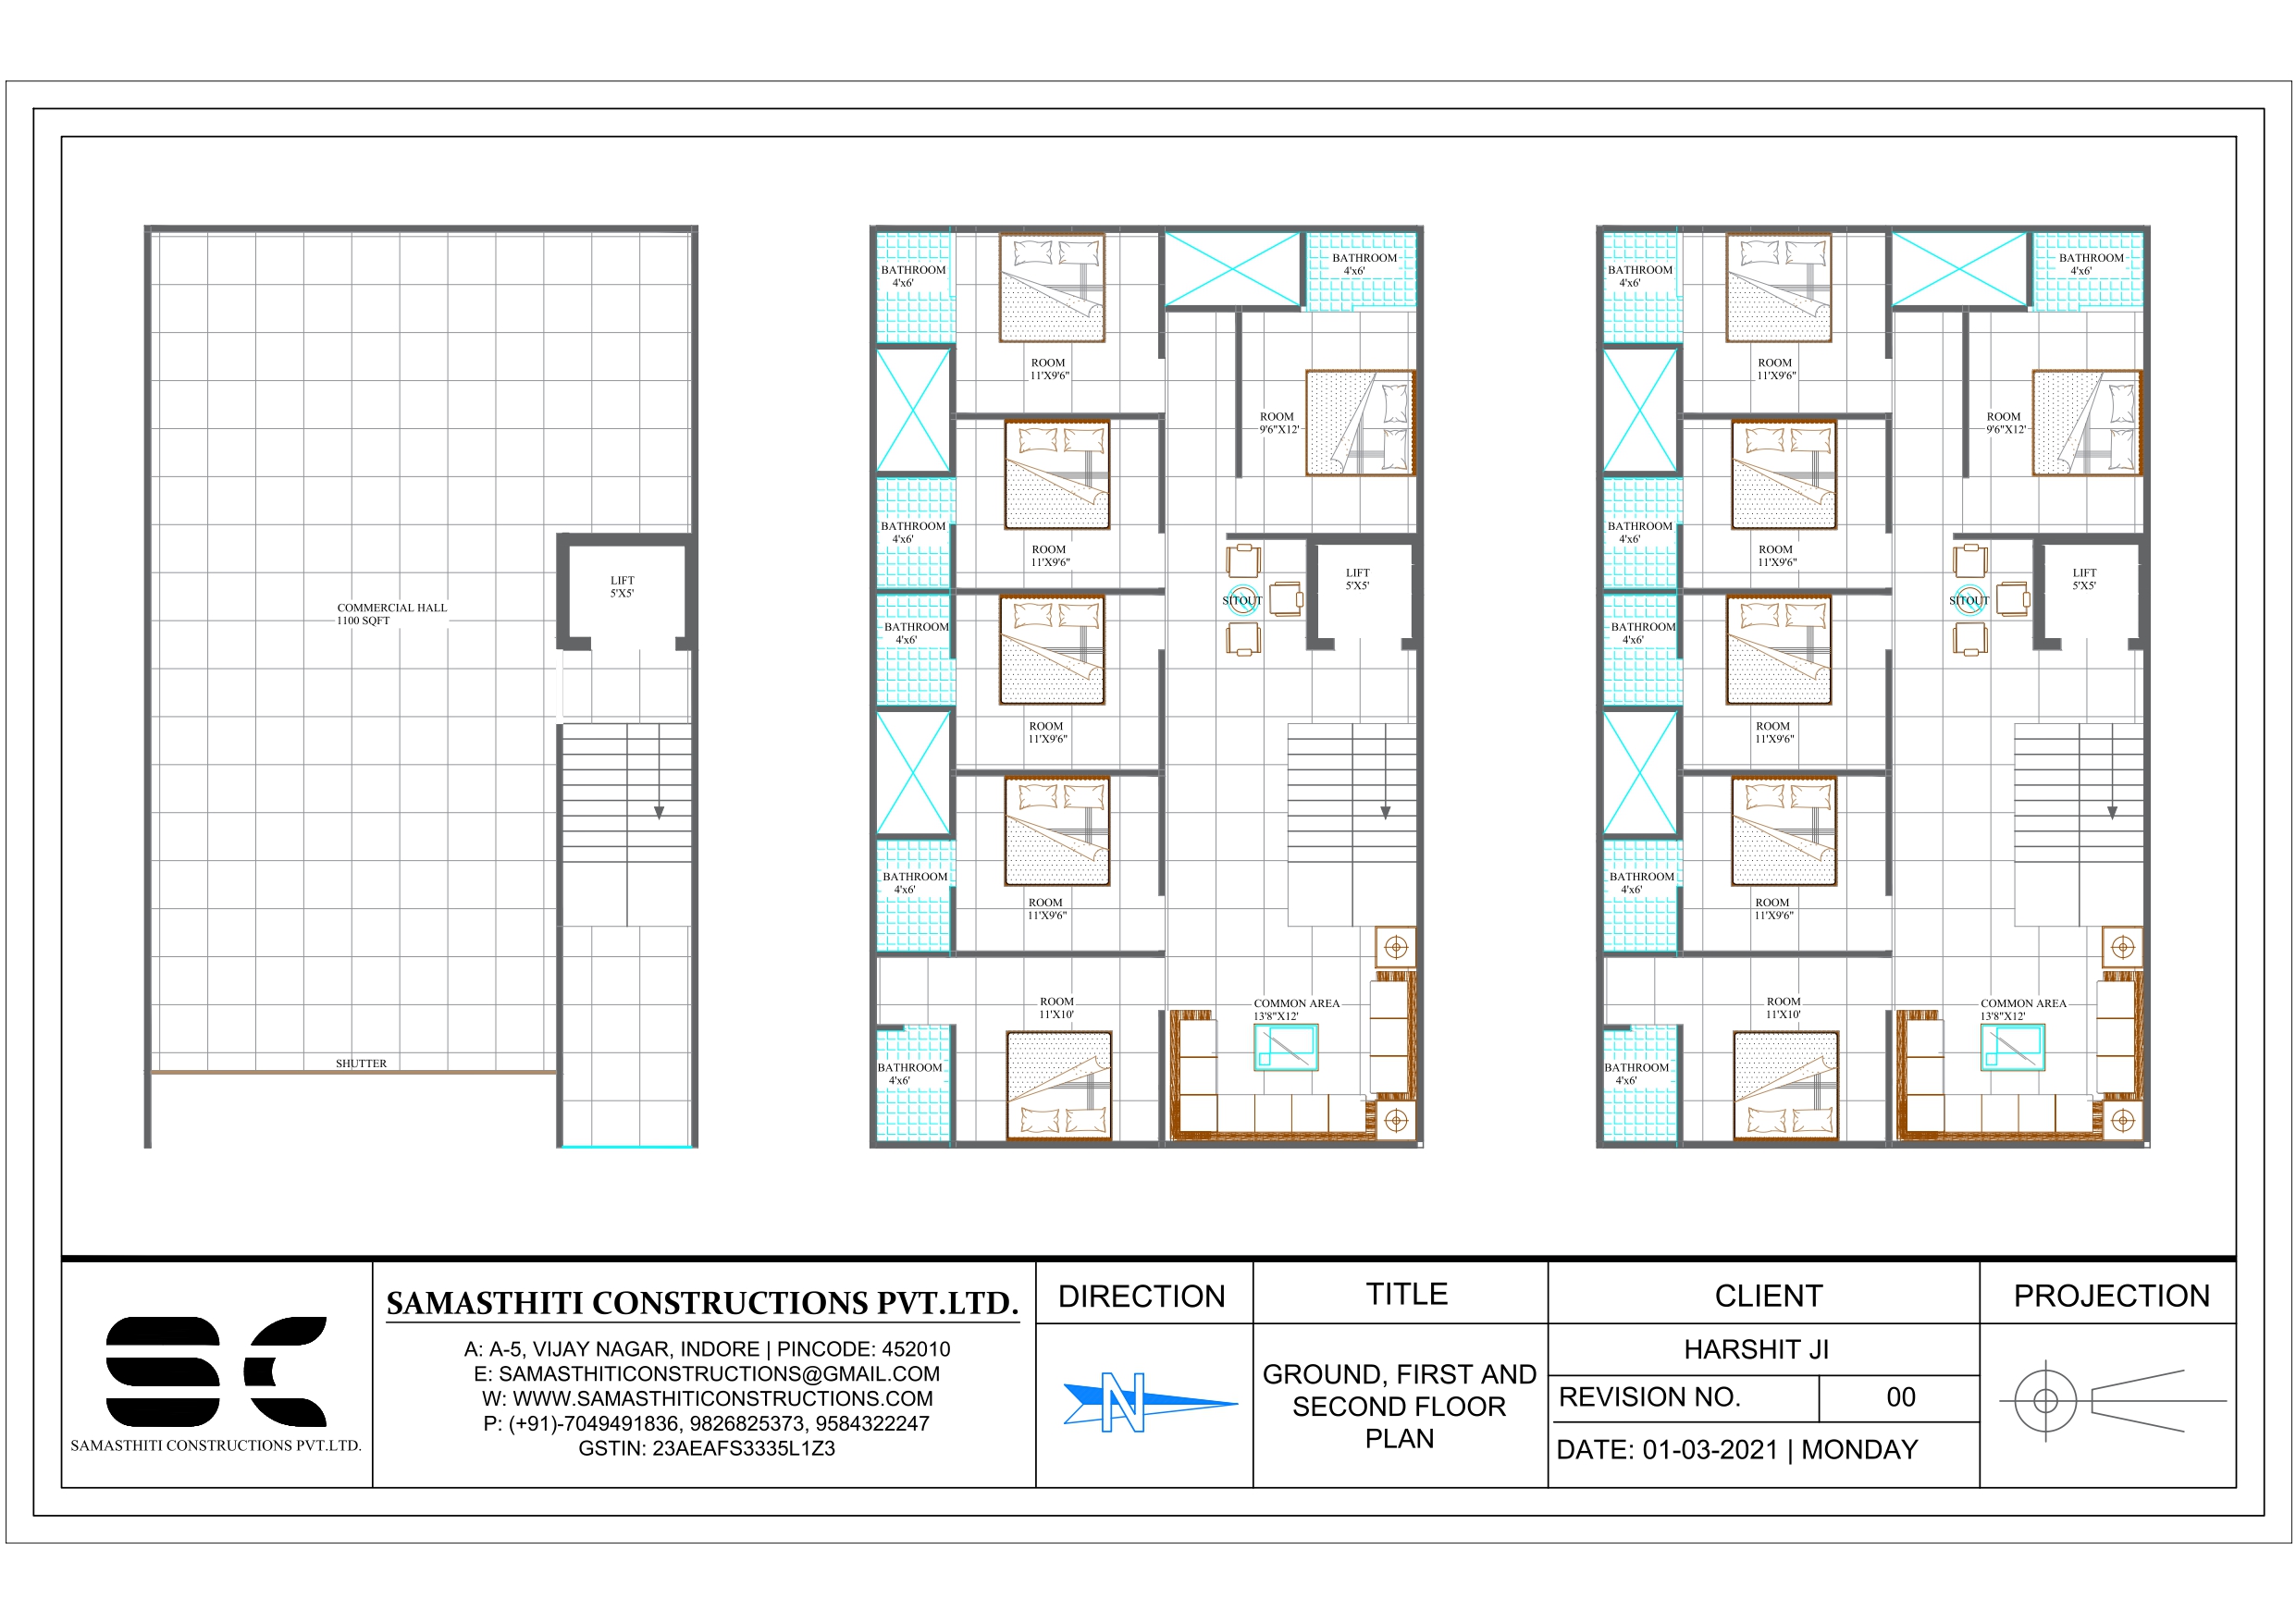 COMMERCIAL HALL
1100 SQFT
LIFT
5'X5'
SHUTTER
BATHROOM
4'x6'
ROOM
11'X9'6"
BATHROOM
4'x6'
ROOM
9'6"X12'
BATHROOM
4'x6'
ROOM
11'X9'6"
LIFT
5'X5'
SITOUT
BATHROOM
4'x6'
ROOM
11'X9'6"
BATHROOM
4'x6'
ROOM
11'X9'6"
ROOM
11'X10'
COMMON AREA
13'8"X12'
BATHROOM
4'x6'
BATHROOM
4'x6'
ROOM
11'X9'6"
BATHROOM
4'x6'
ROOM
9'6"X12'
BATHROOM
4'x6'
ROOM
11'X9'6"
LIFT
5'X5'
SITOUT
BATHROOM
4'x6'
ROOM
11'X9'6"
BATHROOM
4'x6'
ROOM
11'X9'6"
ROOM
11'X10'
COMMON AREA
13'8"X12'
BATHROOM
4'x6'
SC
SAMASTHITI CONSTRUCTIONS PVT.LTD.
SAMASTHITI CONSTRUCTIONS PVT.LTD.
A: A-5, VIJAY NAGAR, INDORE | PINCODE: 452010
E: SAMASTHITICONSTRUCTIONS@GMAIL.COM
W: WWW.SAMASTHITICONSTRUCTIONS.COM
P: (+91)-7049491836, 9826825373, 9584322247
GSTIN: 23AEAFS3335L1Z3
DIRECTION
N
TITLE
GROUND, FIRST AND
SECOND FLOOR
PLAN
CLIENT
HARSHIT JI
REVISION NO. 00
DATE: 01-03-2021 | MONDAY
PROJECTION